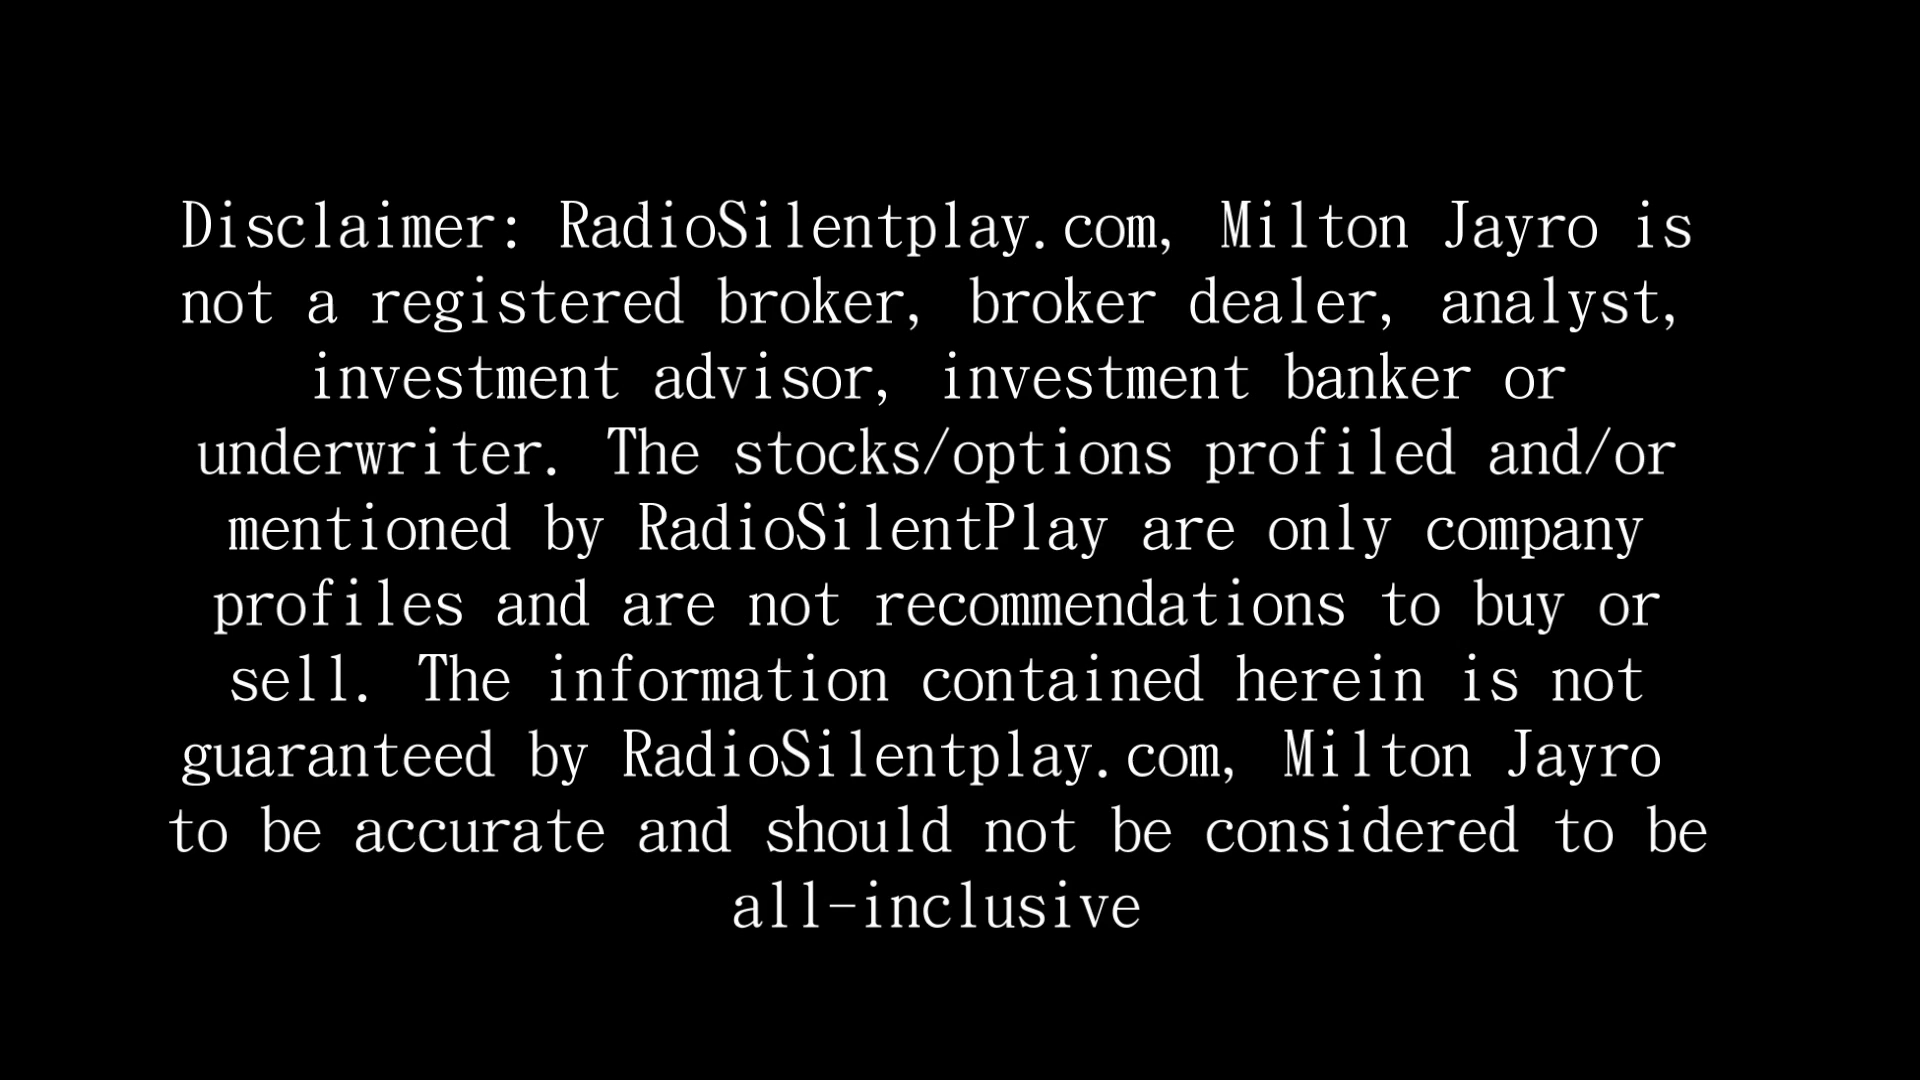 Disclaimer: RadioSilentplay.com, Milton Jayro is
not a registered broker, broker dealer, analyst,
investment advisor, investment banker or
underwriter. The stocks/options profiled and/or
mentioned by RadioSilentPlay are only company
profiles and are not recommendations to buy or
sell. The information contained herein is not
guaranteed by RadioSilentplay.com, Milton Jayro
to be accurate and should not be considered to be
all-inclusive